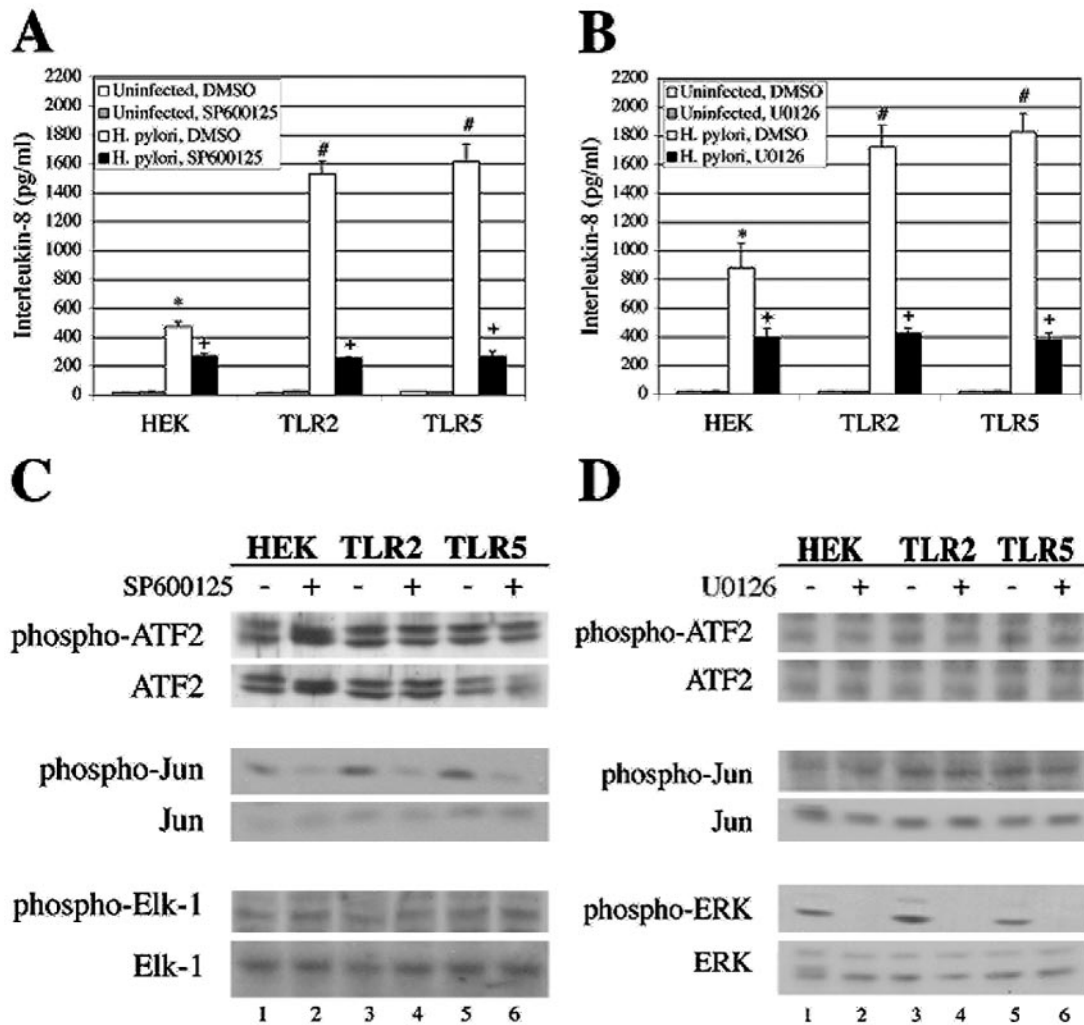 A
Interleukin-8 (pg/ml)
2200
2000
1800
1600
1400
1200
1000
800
600
400
200
0
Uninfected, DMSO
Uninfected, SP600125
H. pylori, DMSO
H. pylori, SP600125
* + # + # +
HEK TLR2 TLR5
B
Interleukin-8 (pg/ml)
2200
2000
1800
1600
1400
1200
1000
800
600
400
200
0
Uninfected, DMSO
Uninfected, U0126
H. pylori, DMSO
H. pylori, U0126
* + # + # +
HEK TLR2 TLR5
C
HEK TLR2 TLR5
SP600125 - + - + - +
phospho-ATF2
ATF2
phospho-Jun
Jun
phospho-Elk-1
Elk-1
1 2 3 4 5 6
D
HEK TLR2 TLR5
U0126 - + - + - +
phospho-ATF2
ATF2
phospho-Jun
Jun
phospho-ERK
ERK
1 2 3 4 5 6